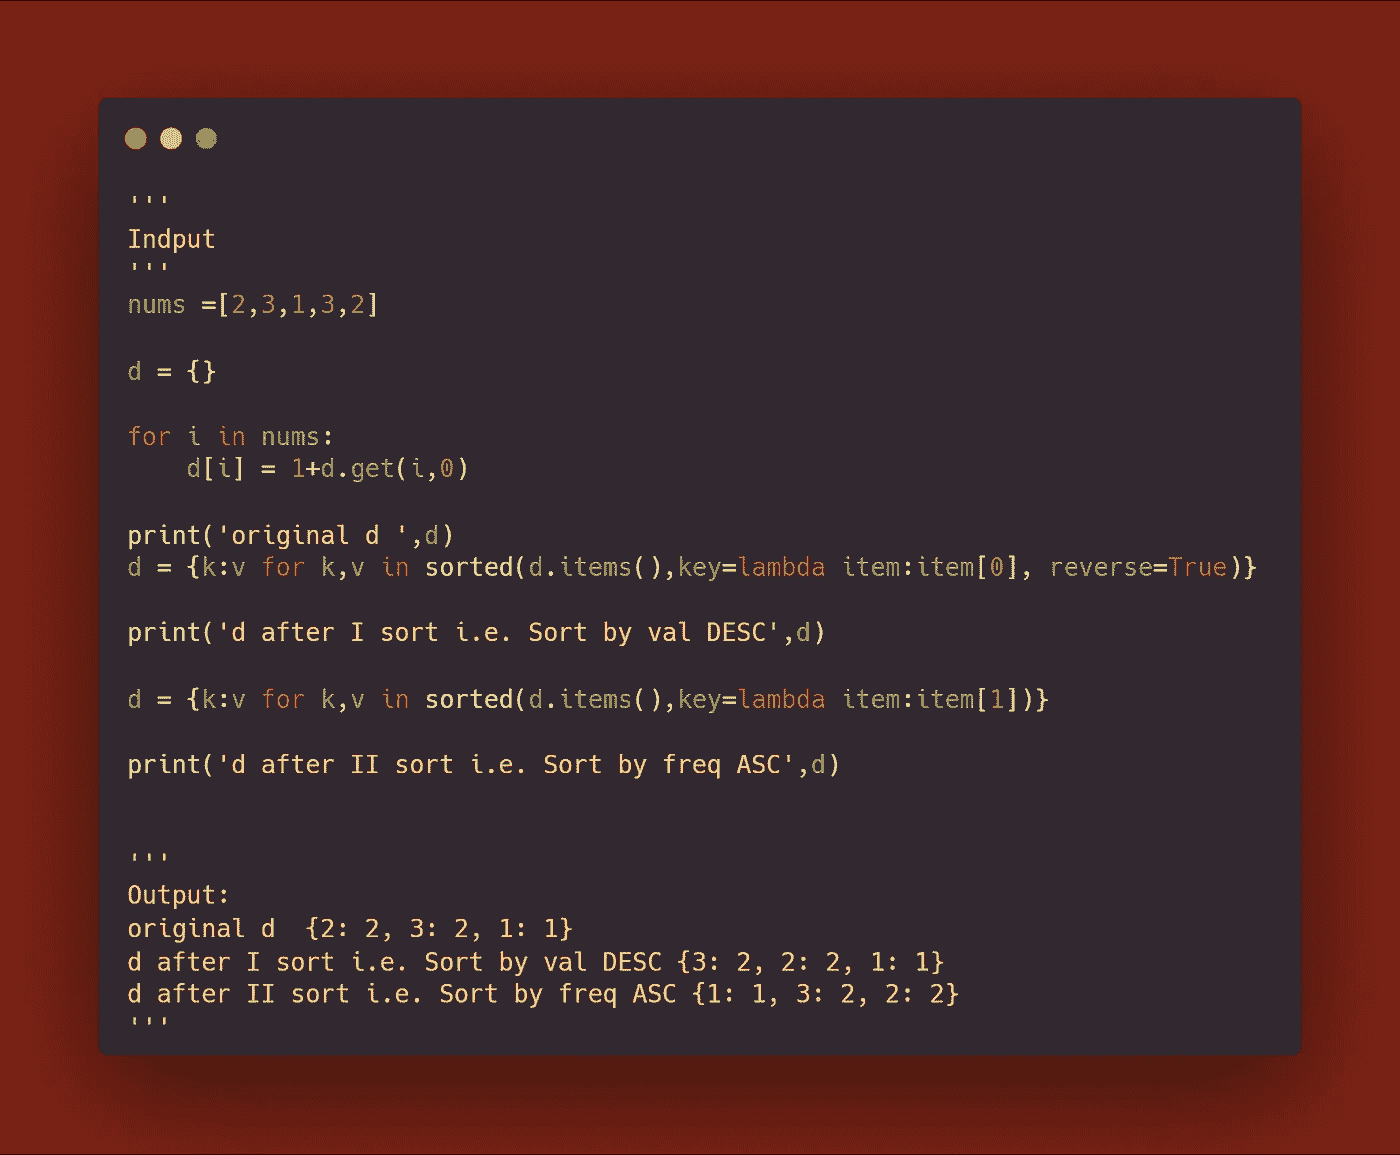 '''
Indput
'''
nums =[2,3,1,3,2]
d = {}
for i in nums:
    d[i] = 1+d.get(i,0)
print('original d ',d)
d = {k:v for k,v in sorted(d.items(),key=lambda item:item[0], reverse=True)}
print('d after I sort i.e. Sort by val DESC',d)
d = {k:v for k,v in sorted(d.items(),key=lambda item:item[1])}
print('d after II sort i.e. Sort by freq ASC',d)
'''
Output:
original d  {2: 2, 3: 2, 1: 1}
d after I sort i.e. Sort by val DESC {3: 2, 2: 2, 1: 1}
d after II sort i.e. Sort by freq ASC {1: 1, 3: 2, 2: 2}
'''